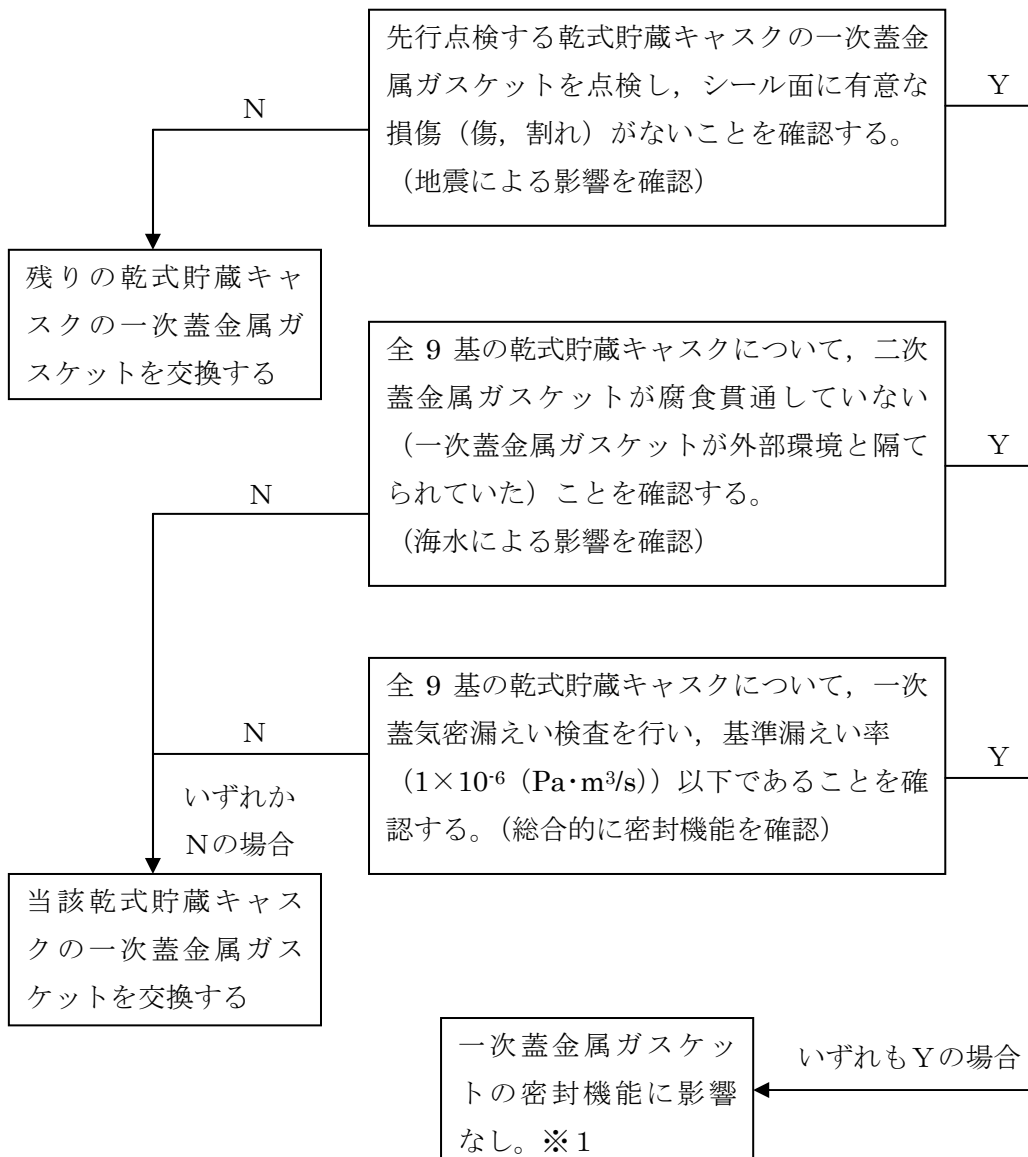 先行点検する乾式貯蔵キャスクの一次蓋金
属ガスケットを点検し，シール面に有意な
損傷（傷，割れ）がないことを確認する。
（地震による影響を確認）
Ｎ
Ｙ
残りの乾式貯蔵キャ
スクの一次蓋金属ガ
スケットを交換する
全 9 基の乾式貯蔵キャスクについて，二次
蓋金属ガスケットが腐食貫通していない
（一次蓋金属ガスケットが外部環境と隔て
られていた）ことを確認する。
（海水による影響を確認）
Ｎ
Ｙ
全 9 基の乾式貯蔵キャスクについて，一次
蓋気密漏えい検査を行い，基準漏えい率
（1×10-6（Pa･m3/s））以下であることを確
認する。（総合的に密封機能を確認）
Ｎ
Ｙ
いずれか
Ｎの場合
当該乾式貯蔵キャス
クの一次蓋金属ガス
ケットを交換する
一次蓋金属ガスケッ
トの密封機能に影響
なし。※１
いずれもＹの場合